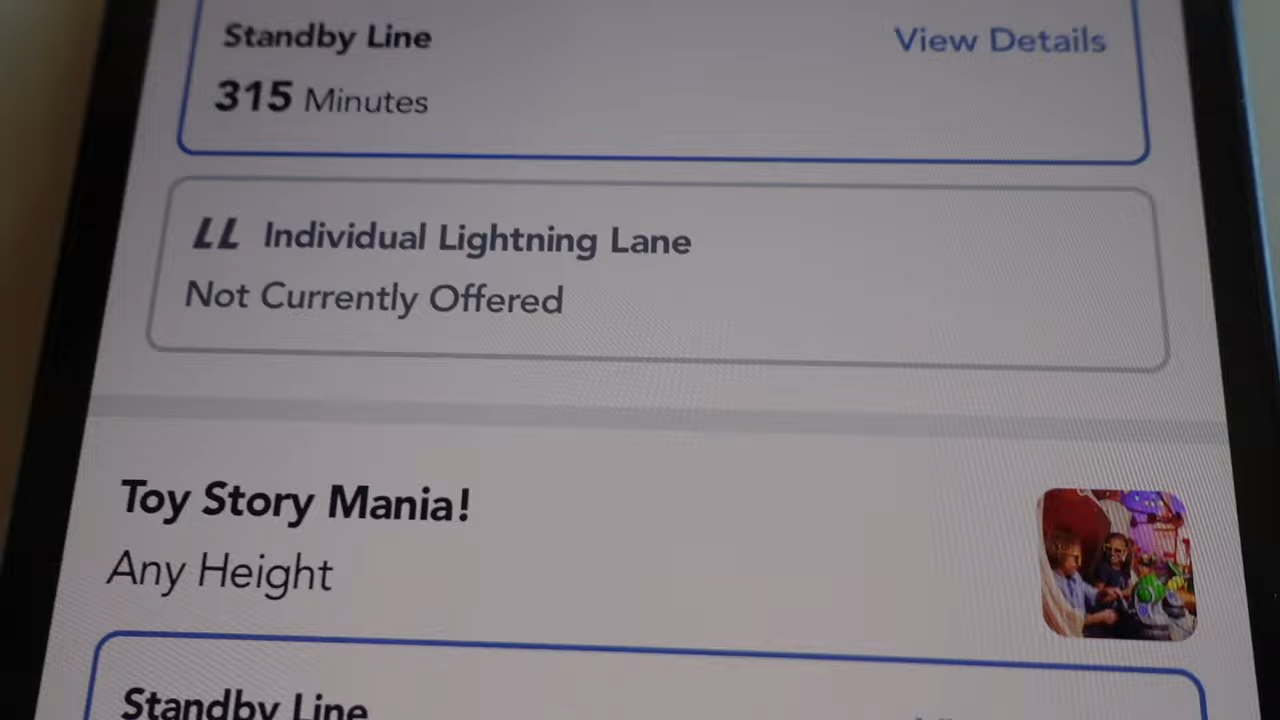 Standby Line
View Details
315 Minutes
LL Individual Lightning Lane
Not Currently Offered
Toy Story Mania!
Any Height
Standby Line